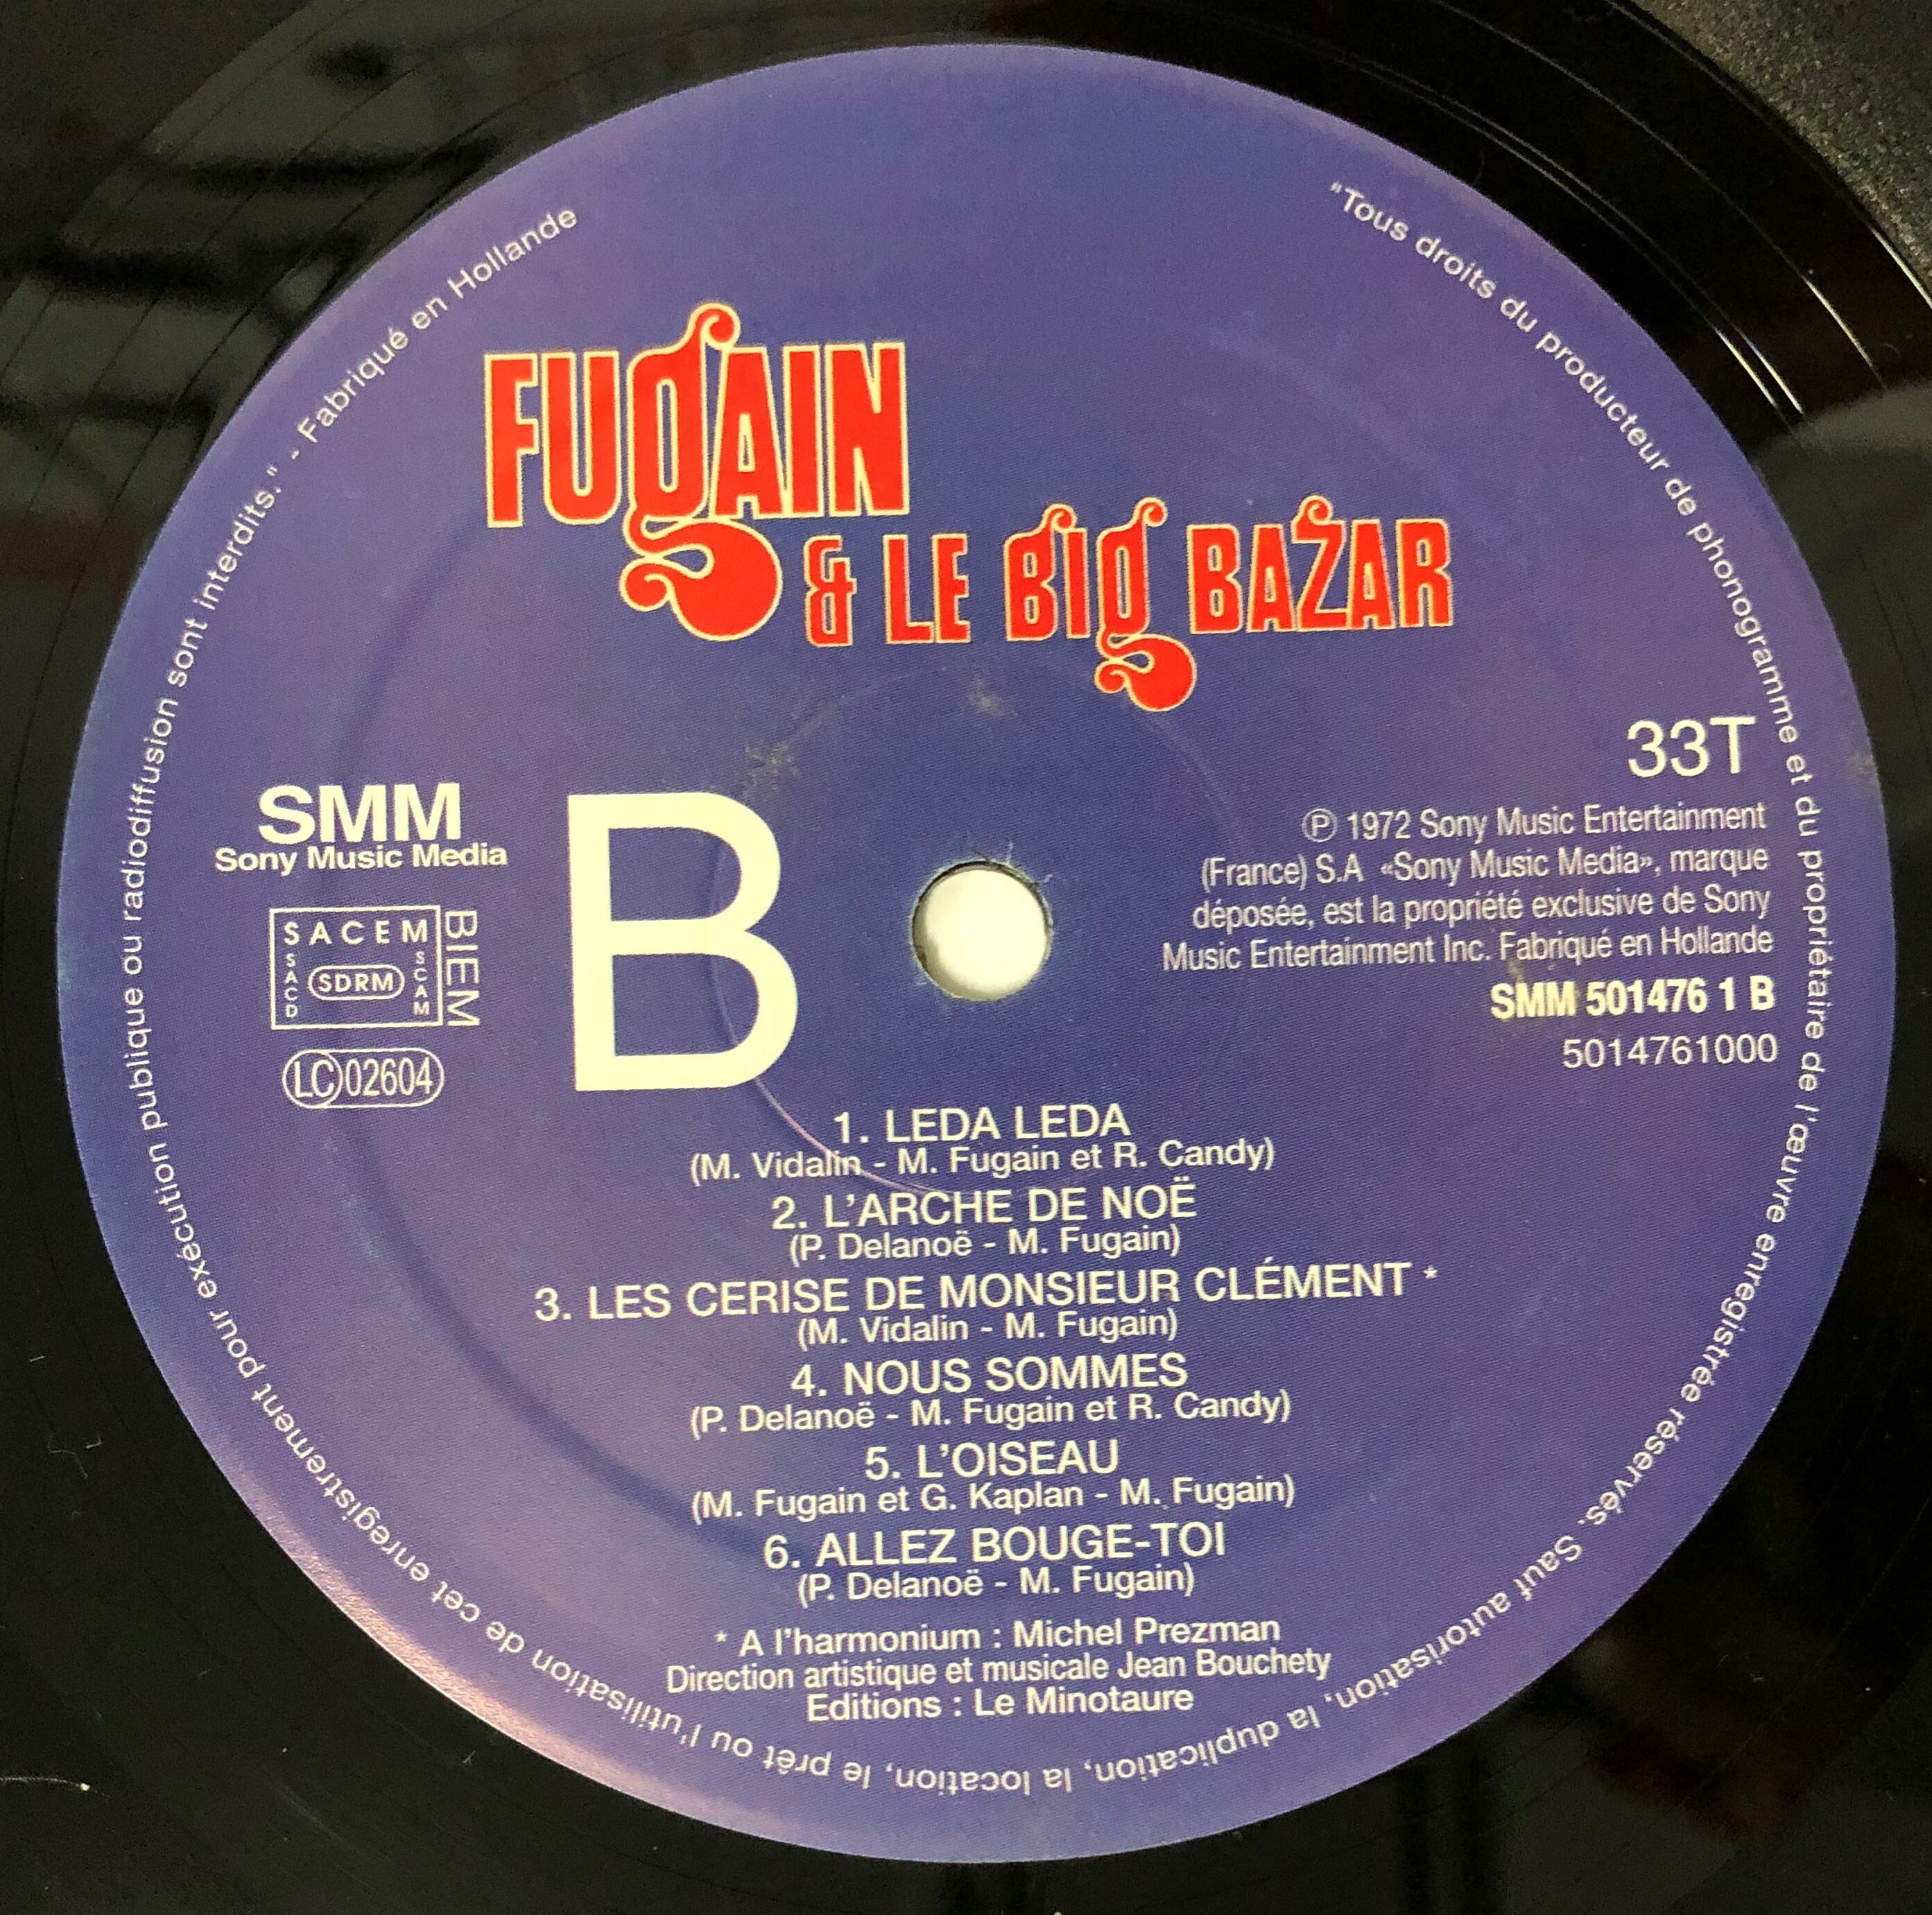 FUgAIN
& LE Big BAZAR
33T
SMM
Sony Music Media
SACEM
SACD
SDRM
SCAM
BIEM
LC 02604
B
℗ 1972 Sony Music Entertainment
(France) S.A «Sony Music Media», marque
déposée, est la propriété exclusive de Sony
Music Entertainment Inc. Fabriqué en Hollande
SMM 501476 1 B
5014761000
1. LEDA LEDA
(M. Vidalin - M. Fugain et R. Candy)
2. L'ARCHE DE NOË
(P. Delanoë - M. Fugain)
3. LES CERISE DE MONSIEUR CLÉMENT *
(M. Vidalin - M. Fugain)
4. NOUS SOMMES
(P. Delanoë - M. Fugain et R. Candy)
5. L'OISEAU
(M. Fugain et G. Kaplan - M. Fugain)
6. ALLEZ BOUGE-TOI
(P. Delanoë - M. Fugain)
* A l'harmonium : Michel Prezman
Direction artistique et musicale Jean Bouchety
Editions : Le Minotaure
"Tous droits du producteur de phonogramme et du propriétaire de l'œuvre enregistrée réservés. Sauf autorisation, la duplication, la location, le prêt ou l'utilisation de cet enregistrement pour exécution publique ou radiodiffusion sont interdits." - Fabriqué en Hollande